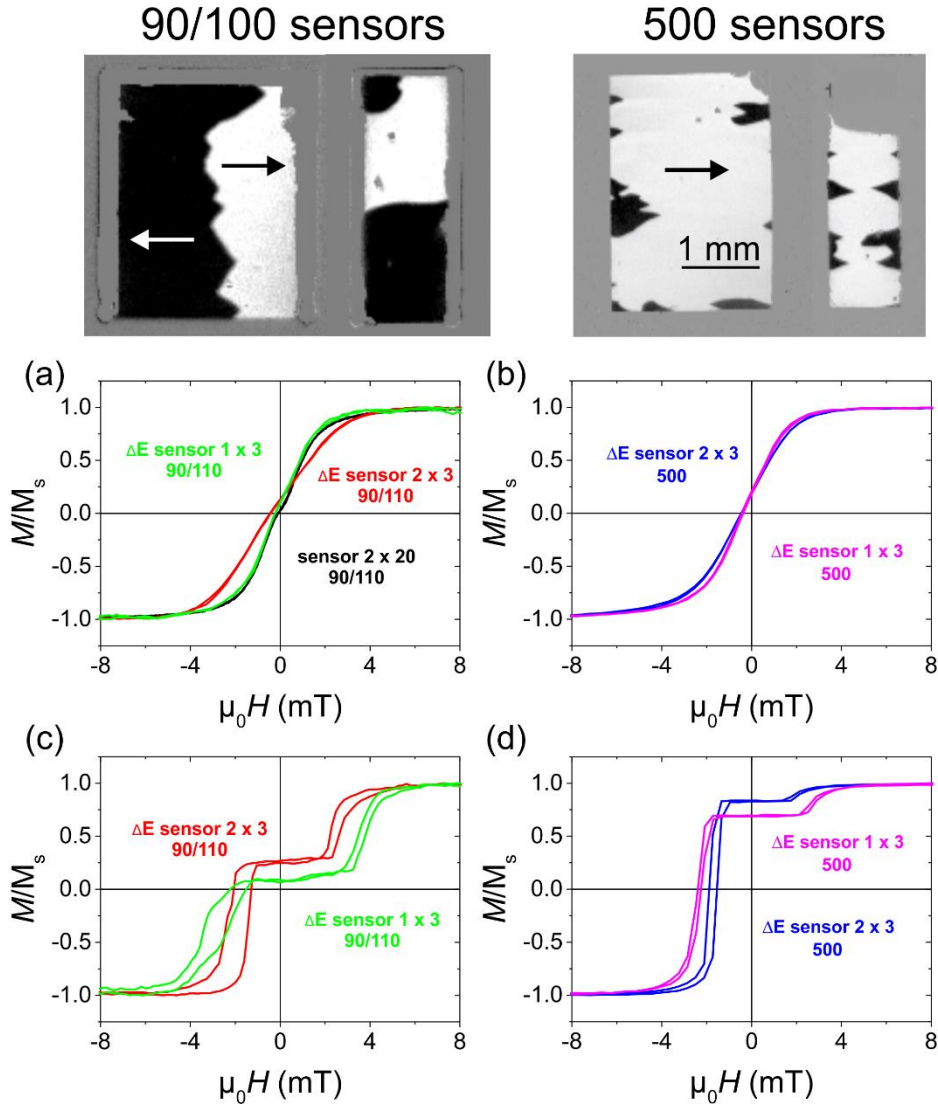 90/100 sensors
500 sensors
1 mm
(a)
(b)
1.0
0.5
0.0
-0.5
-1.0
M/Mₛ
ΔE sensor 1 x 3
90/110
ΔE sensor 2 x 3
90/110
sensor 2 x 20
90/110
-8
-4
0
4
8
μ₀H (mT)
1.0
0.5
0.0
-0.5
-1.0
M/Mₛ
ΔE sensor 2 x 3
500
ΔE sensor 1 x 3
500
-8
-4
0
4
8
μ₀H (mT)
(c)
(d)
1.0
0.5
0.0
-0.5
-1.0
M/Mₛ
ΔE sensor 2 x 3
90/110
ΔE sensor 1 x 3
90/110
-8
-4
0
4
8
μ₀H (mT)
1.0
0.5
0.0
-0.5
-1.0
M/Mₛ
ΔE sensor 1 x 3
500
ΔE sensor 2 x 3
500
-8
-4
0
4
8
μ₀H (mT)